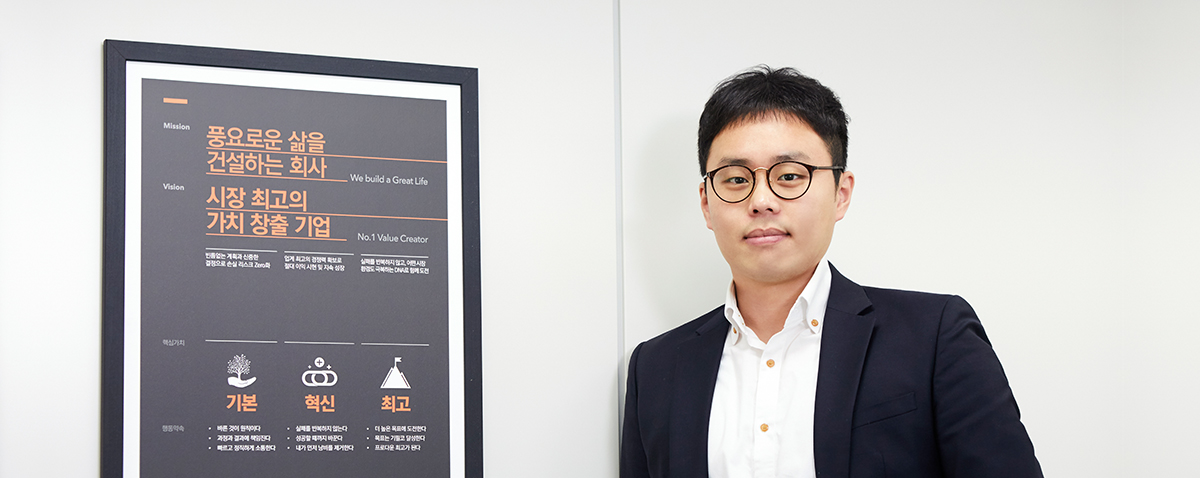 Mission
풍요로운 삶을
건설하는 회사
We build a Great Life
Vision
시장 최고의
가치 창출 기업
No.1 Value Creator
빈틈없는 계획과 신중한
결정으로 손실 리스크 Zero화
업계 최고의 경쟁력 확보로
절대 이익 시현 및 지속 성장
실패를 반복하지 않고, 어떤 시장
환경도 극복하는 DNA로 함께 도전
핵심가치
기본
혁신
최고
행동약속
• 바른 것이 원칙이다
• 과정과 결과에 책임진다
• 빠르고 정직하게 소통한다
• 실패를 반복하지 않는다
• 성공할 때까지 바꾼다
• 내가 먼저 낭비를 제거한다
• 더 높은 목표에 도전한다
• 목표는 기필코 달성한다
• 프로다운 최고가 된다